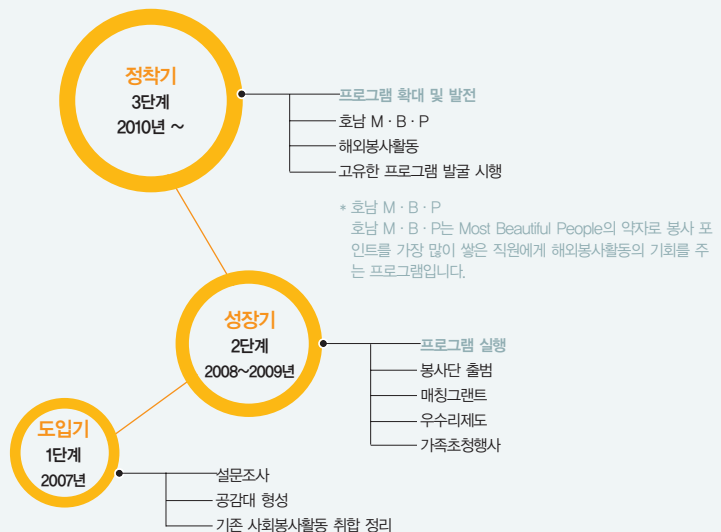 정착기
3단계
2010년 ~
프로그램 확대 및 발전
호남 M · B · P
해외봉사활동
고유한 프로그램 발굴 시행
* 호남 M · B · P
호남 M · B · P는 Most Beautiful People의 약자로 봉사 포
인트를 가장 많이 쌓은 직원에게 해외봉사활동의 기회를 주
는 프로그램입니다.
성장기
2단계
2008~2009년
프로그램 실행
봉사단 출범
매칭그랜트
우수리제도
가족초청행사
도입기
1단계
2007년
설문조사
공감대 형성
기존 사회봉사활동 취합 정리